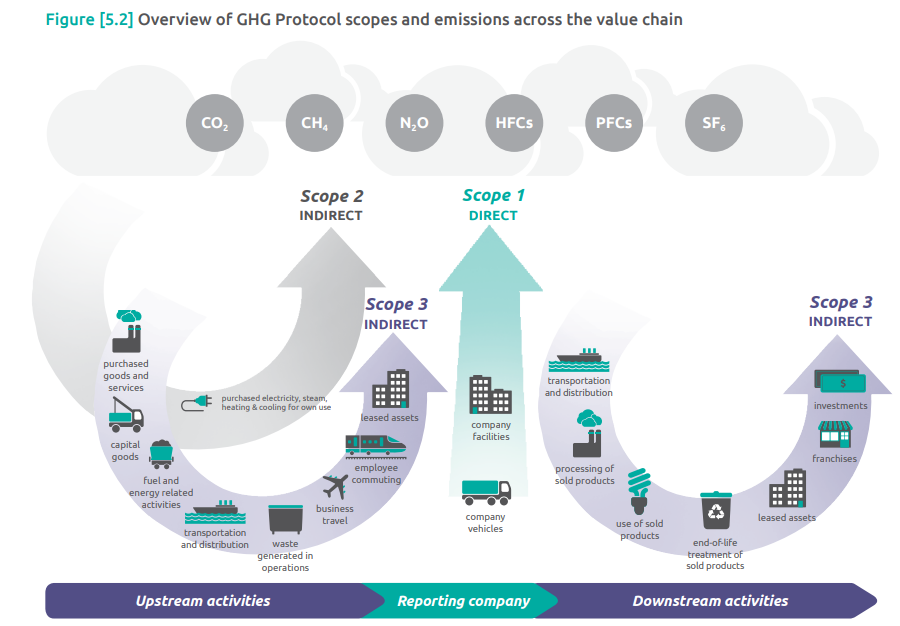 Figure [5.2] Overview of GHG Protocol scopes and emissions across the value chain
CO₂
CH₄
N₂O
HFCs
PFCs
SF₆
Scope 2
INDIRECT
Scope 1
DIRECT
Scope 3
INDIRECT
Scope 3
INDIRECT
purchased
goods and
services
capital
goods
fuel and
energy related
activities
transportation
and distribution
waste
generated in
operations
business
travel
employee
commuting
leased assets
purchased electricity, steam,
heating & cooling for own use
company
facilities
company
vehicles
transportation
and distribution
processing of
sold products
use of sold
products
end-of-life
treatment of
sold products
leased assets
franchises
$
investments
Upstream activities
Reporting company
Downstream activities